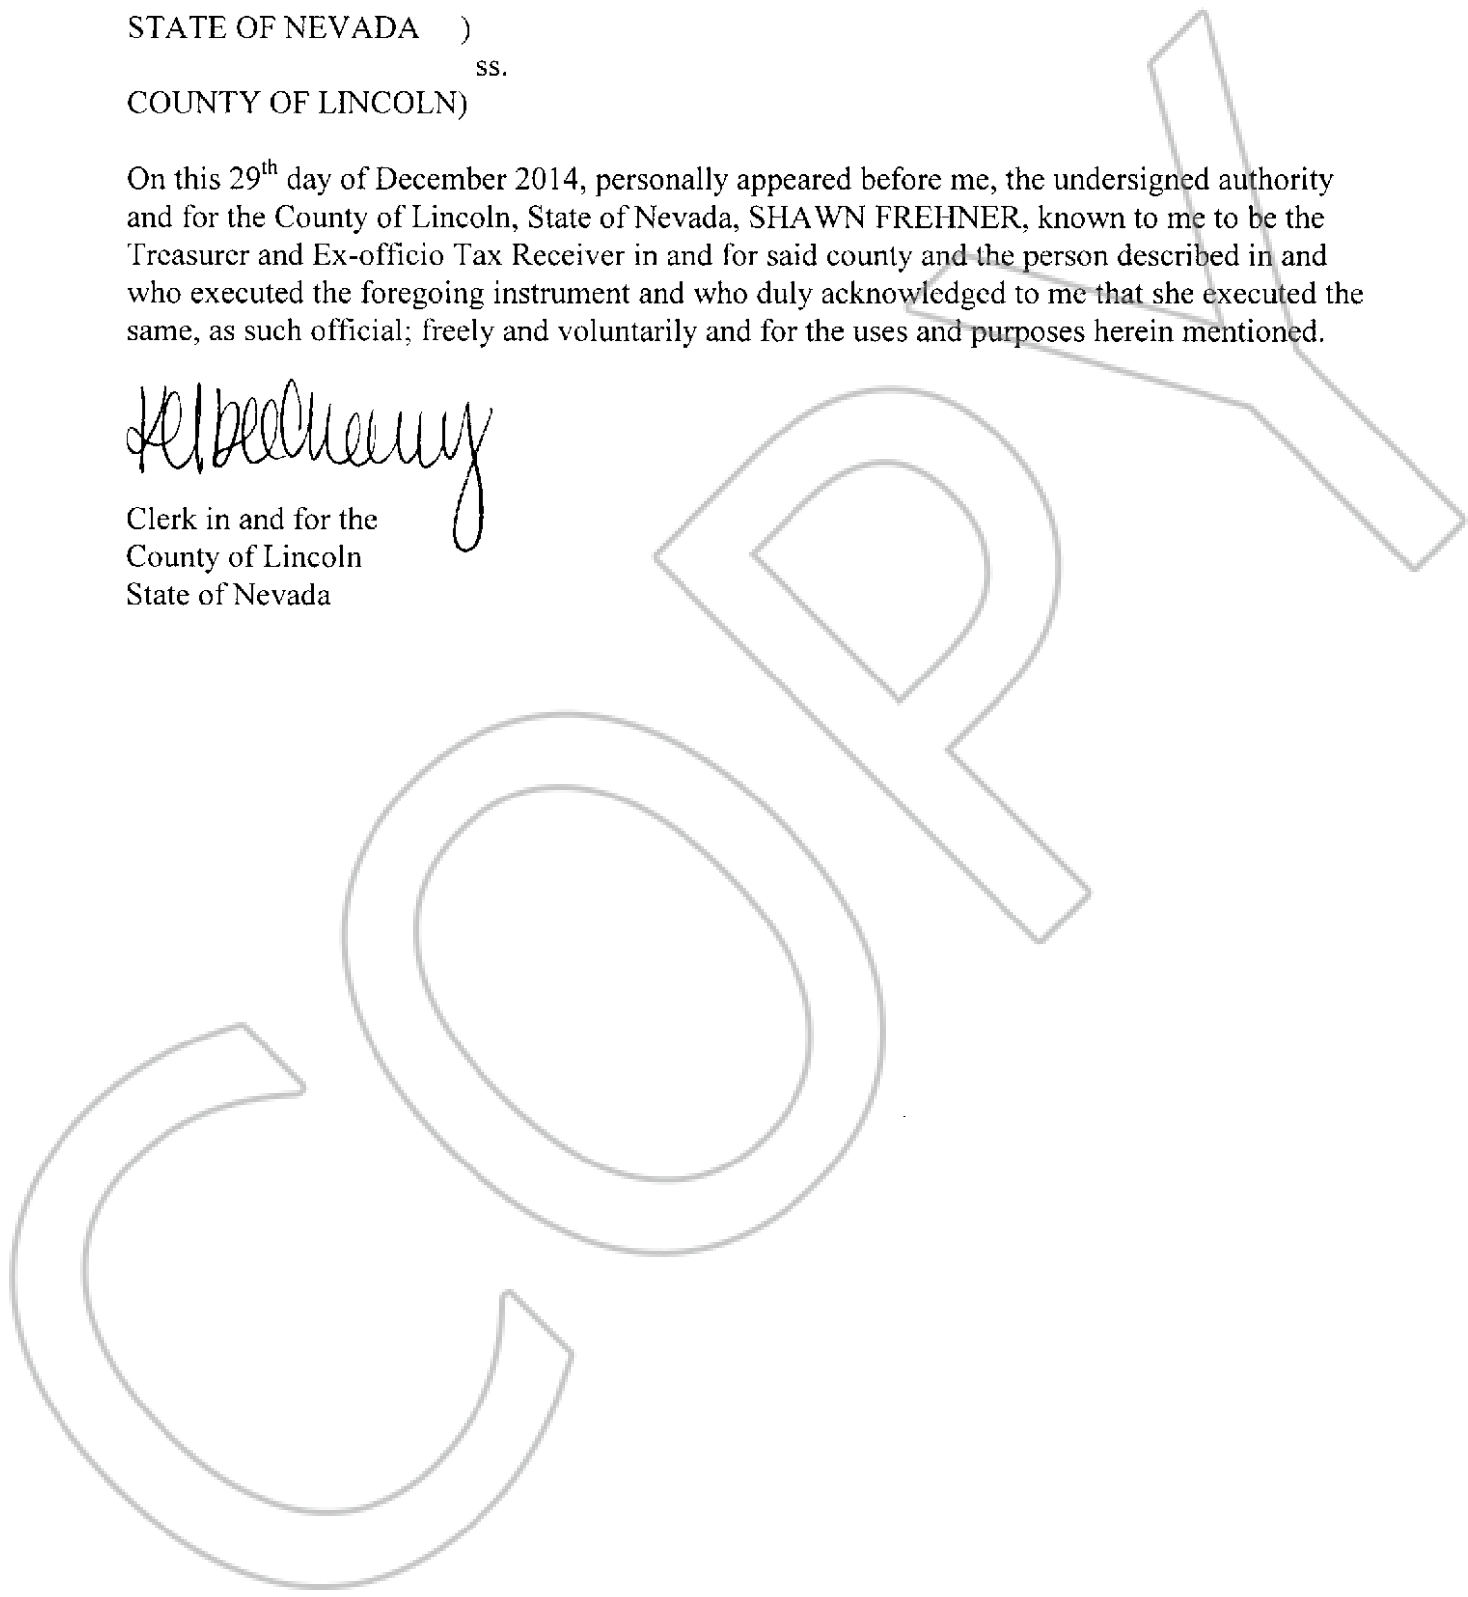 STATE OF NEVADA )
ss.
COUNTY OF LINCOLN)
On this 29th day of December 2014, personally appeared before me, the undersigned authority
and for the County of Lincoln, State of Nevada, SHAWN FREHNER, known to me to be the
Treasurer and Ex-officio Tax Receiver in and for said county and the person described in and
who executed the foregoing instrument and who duly acknowledged to me that she executed the
same, as such official; freely and voluntarily and for the uses and purposes herein mentioned.
Clerk in and for the
County of Lincoln
State of Nevada
COPY